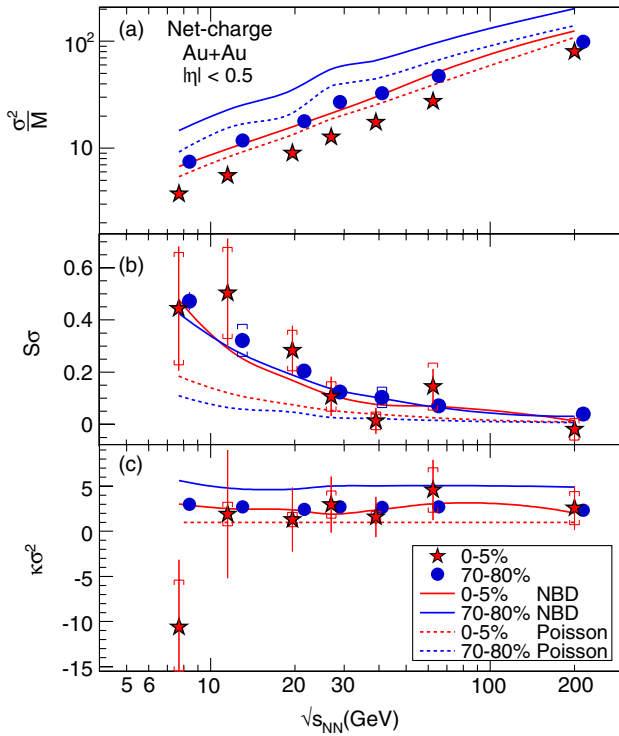 (a) Net-charge
Au+Au
|η| < 0.5
σ²
M
10²
10
(b)
Sσ
0.6
0.4
0.2
0
(c)
κσ²
5
0
-5
-10
-15
0-5%
70-80%
0-5% NBD
70-80% NBD
0-5% Poisson
70-80% Poisson
5 6 10 20 30 40 100 200
√sNN(GeV)